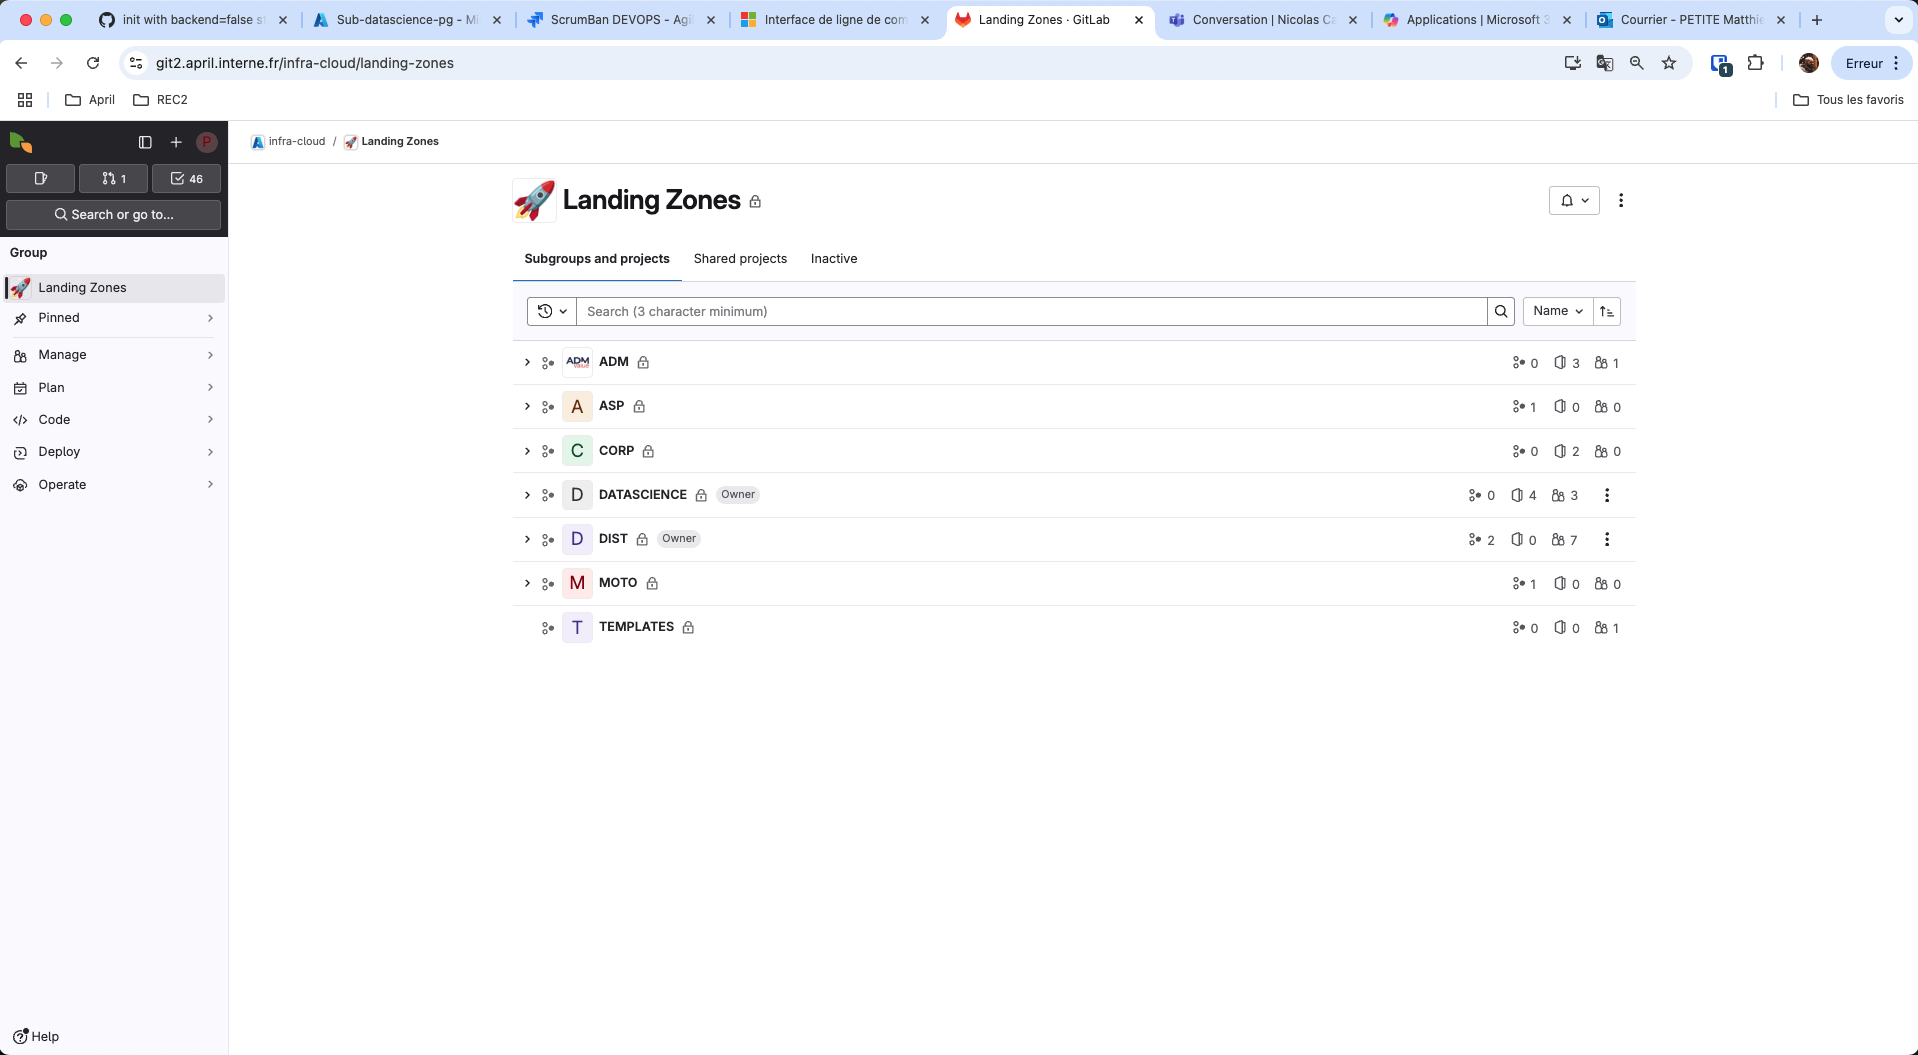 init with backend=false s
Sub-datascience-pg - Mi
ScrumBan DEVOPS - Agi
Interface de ligne de com
Landing Zones · GitLab
Conversation | Nicolas Ca
Applications | Microsoft 3
Courrier - PETITE Matthie
git2.april.interne.fr/infra-cloud/landing-zones
1
Erreur
April
REC2
Tous les favoris
P
1
46
Search or go to...
Group
Landing Zones
Pinned
Manage
Plan
Code
Deploy
Operate
Help
infra-cloud / Landing Zones
Landing Zones
Subgroups and projects
Shared projects
Inactive
Search (3 character minimum)
Name
ADM value ADM 0 3 1
A ASP 1 0 0
C CORP 0 2 0
D DATASCIENCE Owner 0 4 3
D DIST Owner 2 0 7
M MOTO 1 0 0
T TEMPLATES 0 0 1